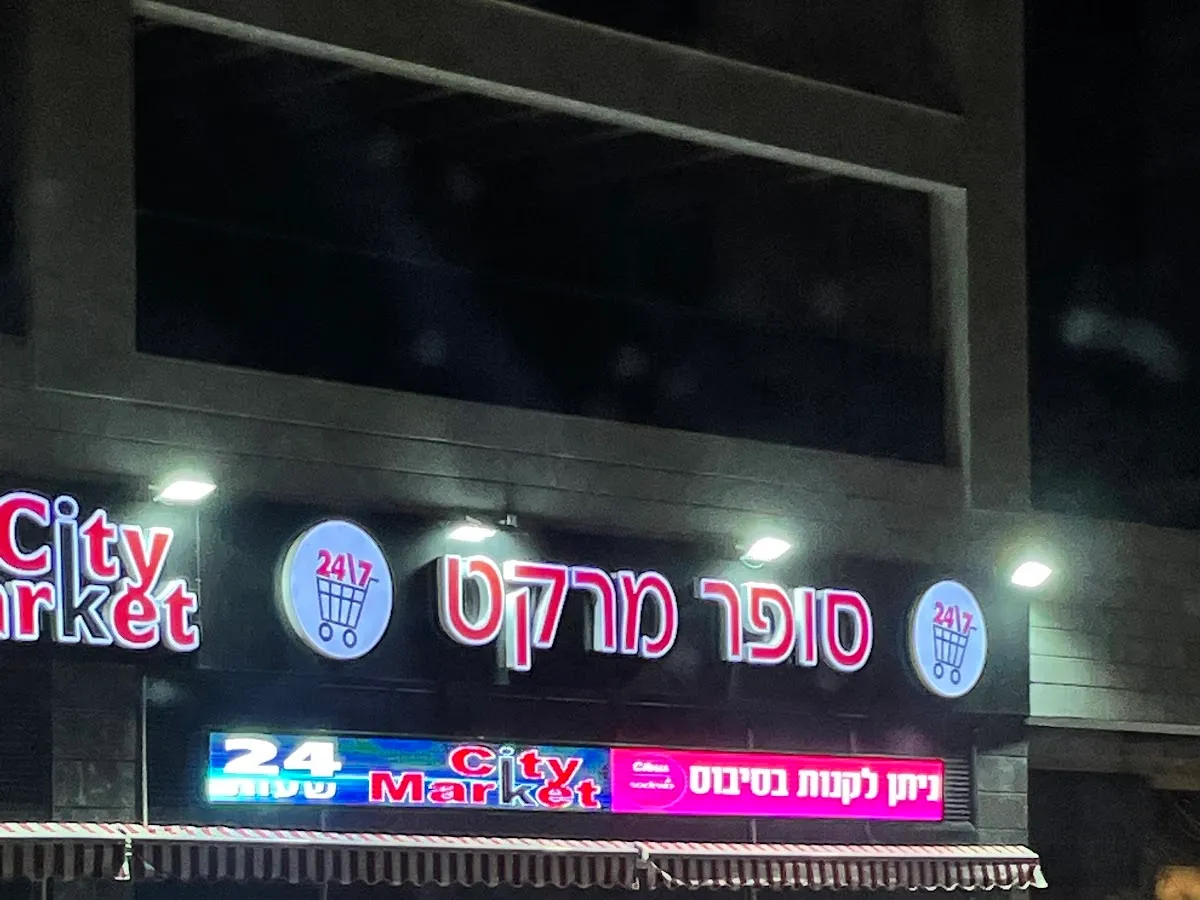 City
Market
24\7
סופר מרקט
24\7
ניתן לקנות בסיבוס
City
Market
24
שעות